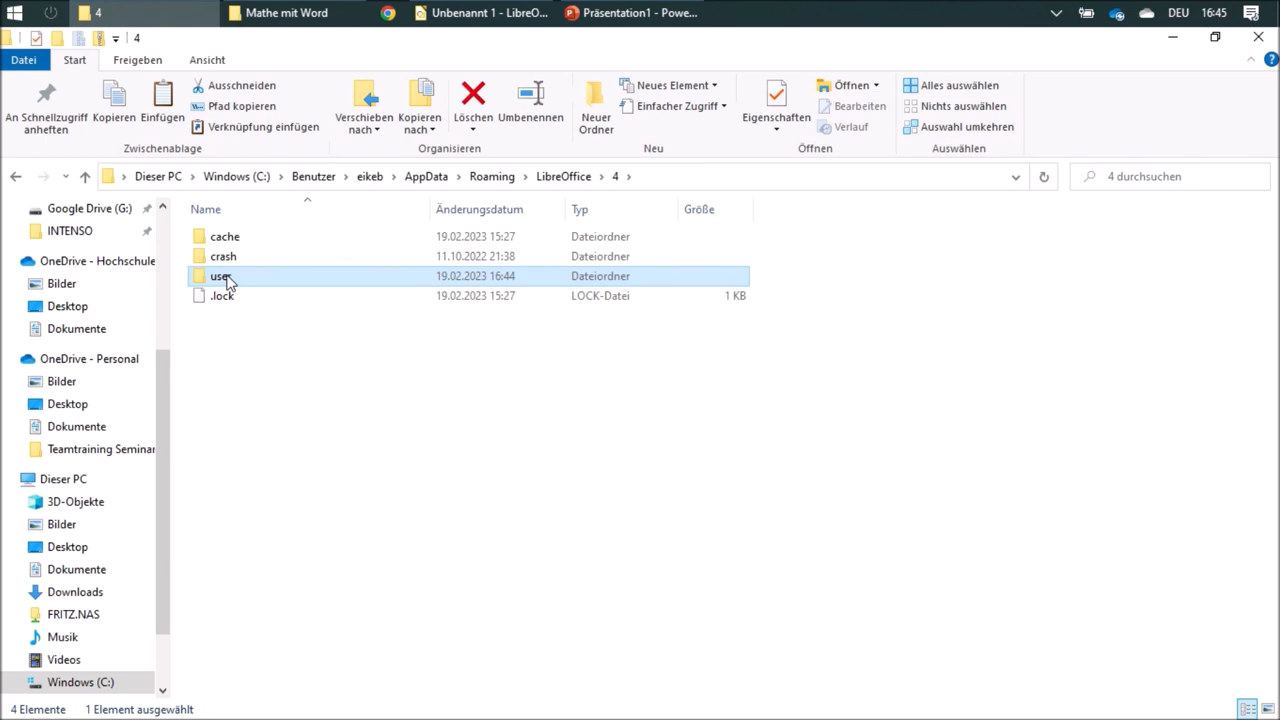 4
Mathe mit Word
Unbenannt 1 - LibreO...
Präsentation1 - Powe...
DEU
16:45
4
Datei
Start
Freigeben
Ansicht
An Schnellzugriff anheften
Kopieren
Einfügen
Ausschneiden
Pfad kopieren
Verknüpfung einfügen
Zwischenablage
Verschieben nach
Kopieren nach
Löschen
Umbenennen
Organisieren
Neuer Ordner
Neues Element
Einfacher Zugriff
Neu
Eigenschaften
Öffnen
Bearbeiten
Verlauf
Öffnen
Alles auswählen
Nichts auswählen
Auswahl umkehren
Auswählen
Dieser PC
Windows (C:)
Benutzer
eikeb
AppData
Roaming
LibreOffice
4
4 durchsuchen
Google Drive (G:)
INTENSO
OneDrive - Hochschule
Bilder
Desktop
Dokumente
OneDrive - Personal
Bilder
Desktop
Dokumente
Teamtraining Seminar
Dieser PC
3D-Objekte
Bilder
Desktop
Dokumente
Downloads
FRITZ.NAS
Musik
Videos
Windows (C:)
Name Änderungsdatum Typ Größe
cache 19.02.2023 15:27 Dateiordner
crash 11.10.2022 21:38 Dateiordner
user 19.02.2023 16:44 Dateiordner
.lock 19.02.2023 15:27 LOCK-Datei 1 KB
4 Elemente
1 Element ausgewählt